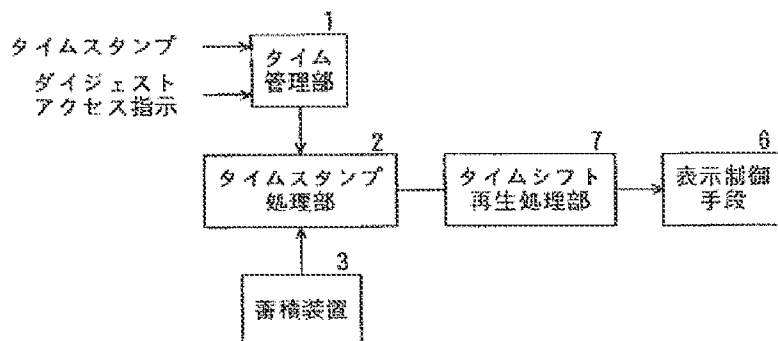 1
タイムスタンプ
タイム
管理部
ダイジェスト
アクセス指示
2
タイムスタンプ
処理部
7
タイムシフト
再生処理部
6
表示制御
手段
3
蓄積装置